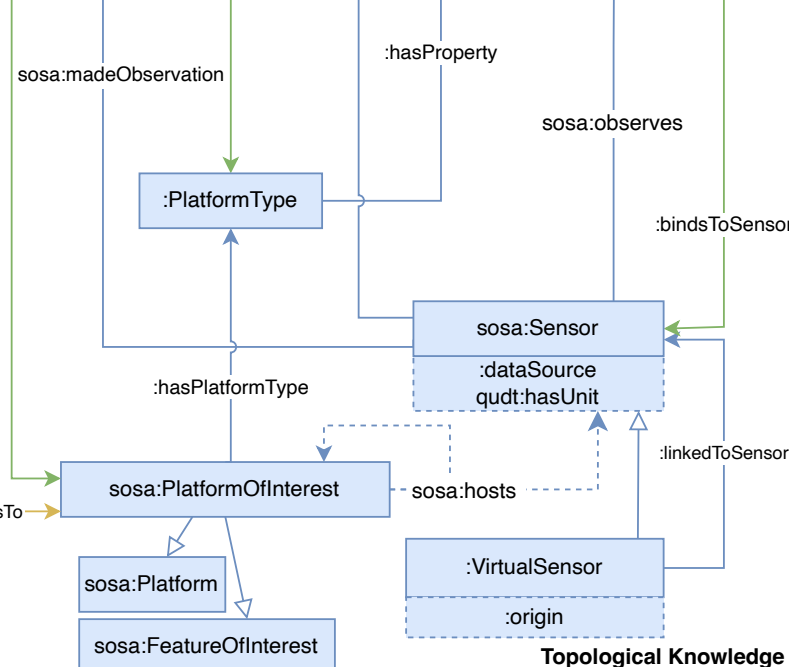 :hasProperty
sosa:madeObservation
sosa:observes
:PlatformType
:bindsToSensor
sosa:Sensor
:dataSource
qudt:hasUnit
:hasPlatformType
:linkedToSensor
sosa:PlatformOfInterest
sosa:hosts
sTo
:VirtualSensor
sosa:Platform
:origin
sosa:FeatureOfInterest
Topological Knowledge